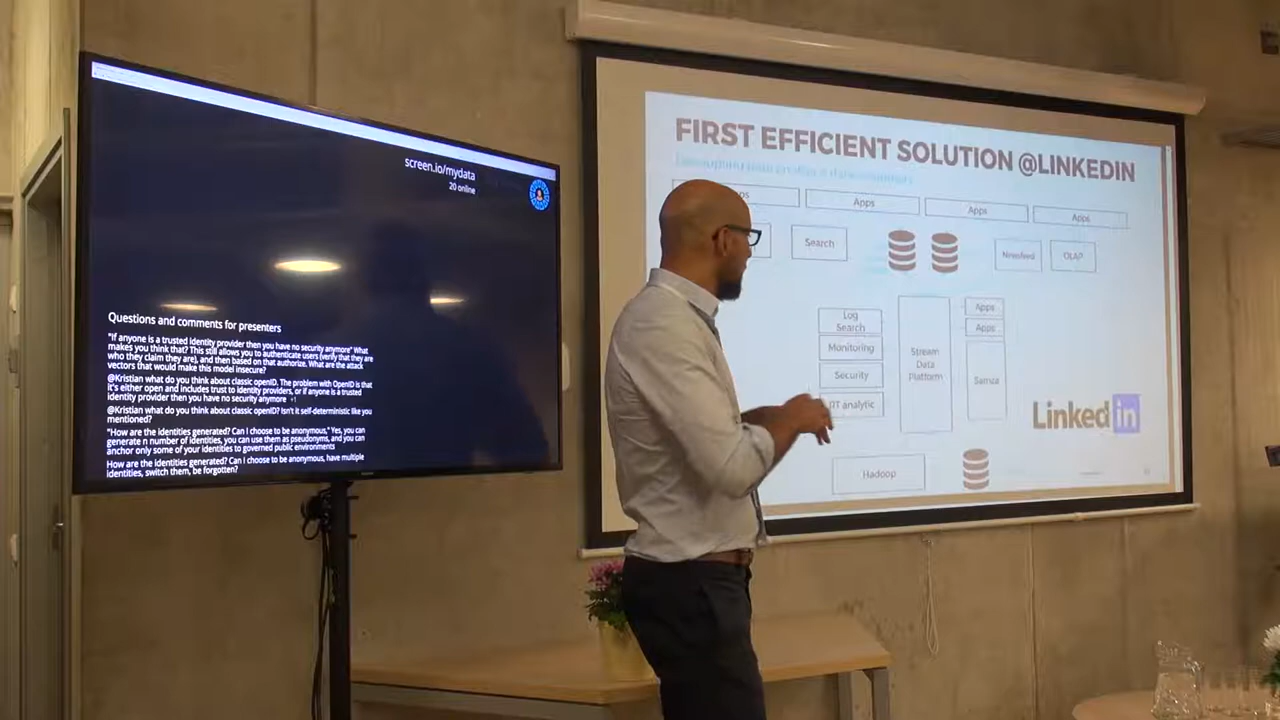 screen.io/mydata
20 online
Questions and comments for presenters
"If anyone is a trusted identity provider then you have no security anymore" What
makes you think that? This still allows you to authenticate users (verify that they are
who they claim they are), and then based on that authorize. What are the attack
vectors that would make this model insecure?
@Kristian what do you think about classic openID. The problem with OpenID is that
it's either open and includes trust to identity providers, or if anyone is a trusted
identity provider then you have no security anymore +1
@Kristian what do you think about classic openID? Isn't it self-deterministic like you
mentioned?
"How are the identities generated? Can I choose to be anonymous," Yes, you can
generate n number of identities, you can use them as pseudonyms, and you can
anchor only some of your identities to governed public environments
How are the identities generated? Can I choose to be anonymous, have multiple
identities, switch them, be forgotten?
FIRST EFFICIENT SOLUTION @LINKEDIN
Apps
Apps
Apps
Search
Newsfeed
OLAP
Log
Search
Monitoring
Security
RT analytic
Stream
Data
Platform
Apps
Apps
Samza
Linked in
Hadoop